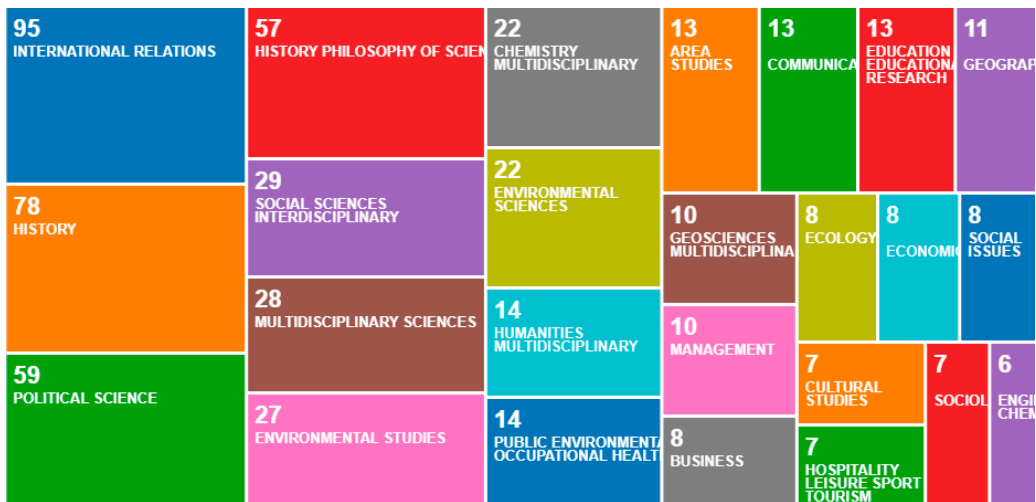 95
INTERNATIONAL RELATIONS
78
HISTORY
59
POLITICAL SCIENCE
57
HISTORY PHILOSOPHY OF SCIEN
29
SOCIAL SCIENCES
INTERDISCIPLINARY
28
MULTIDISCIPLINARY SCIENCES
27
ENVIRONMENTAL STUDIES
22
CHEMISTRY
MULTIDISCIPLINARY
22
ENVIRONMENTAL
SCIENCES
14
HUMANITIES
MULTIDISCIPLINARY
14
PUBLIC ENVIRONMENTA
OCCUPATIONAL HEALT
13
AREA
STUDIES
13
COMMUNICA
13
EDUCATION
EDUCATIONA
RESEARCH
11
GEOGRAP
10
GEOSCIENCES
MULTIDISCIPLINA
10
MANAGEMENT
8
BUSINESS
8
ECOLOGY
8
ECONOMIC
8
SOCIAL
ISSUES
7
CULTURAL
STUDIES
7
HOSPITALITY
LEISURE SPORT
TOURISM
7
SOCIOL
6
ENGI
CHEM